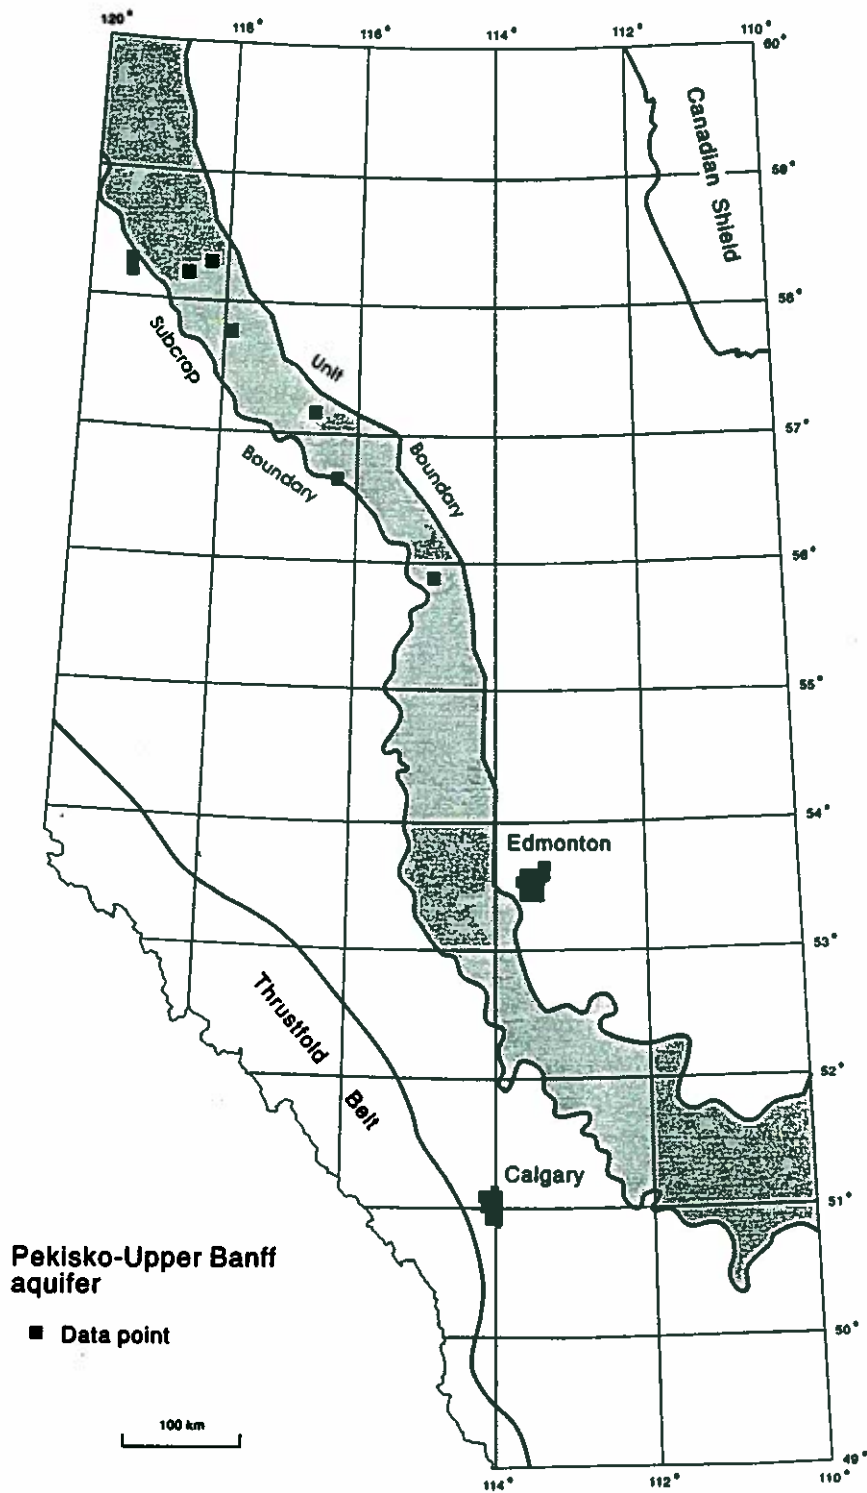 120°
118°
116°
114°
112°
110°
60°
Canadian Shield
59°
58°
Subcrop
Unit
57°
Boundary
Boundary
56°
55°
54°
Edmonton
53°
Thrustfold
Belt
52°
Calgary
51°
Pekisko-Upper Banff
aquifer
Data point
50°
100 km
49°
114°
112°
110°